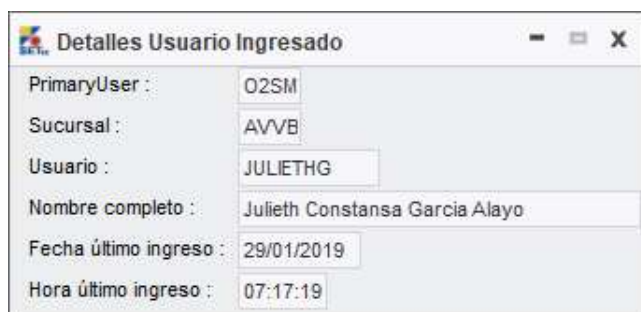 Detalles Usuario Ingresado
PrimaryUser : O2SM
Sucursal : AVVB
Usuario : JULIETHG
Nombre completo : Julieth Constansa Garcia Alayo
Fecha último ingreso : 29/01/2019
Hora último ingreso : 07:17:19